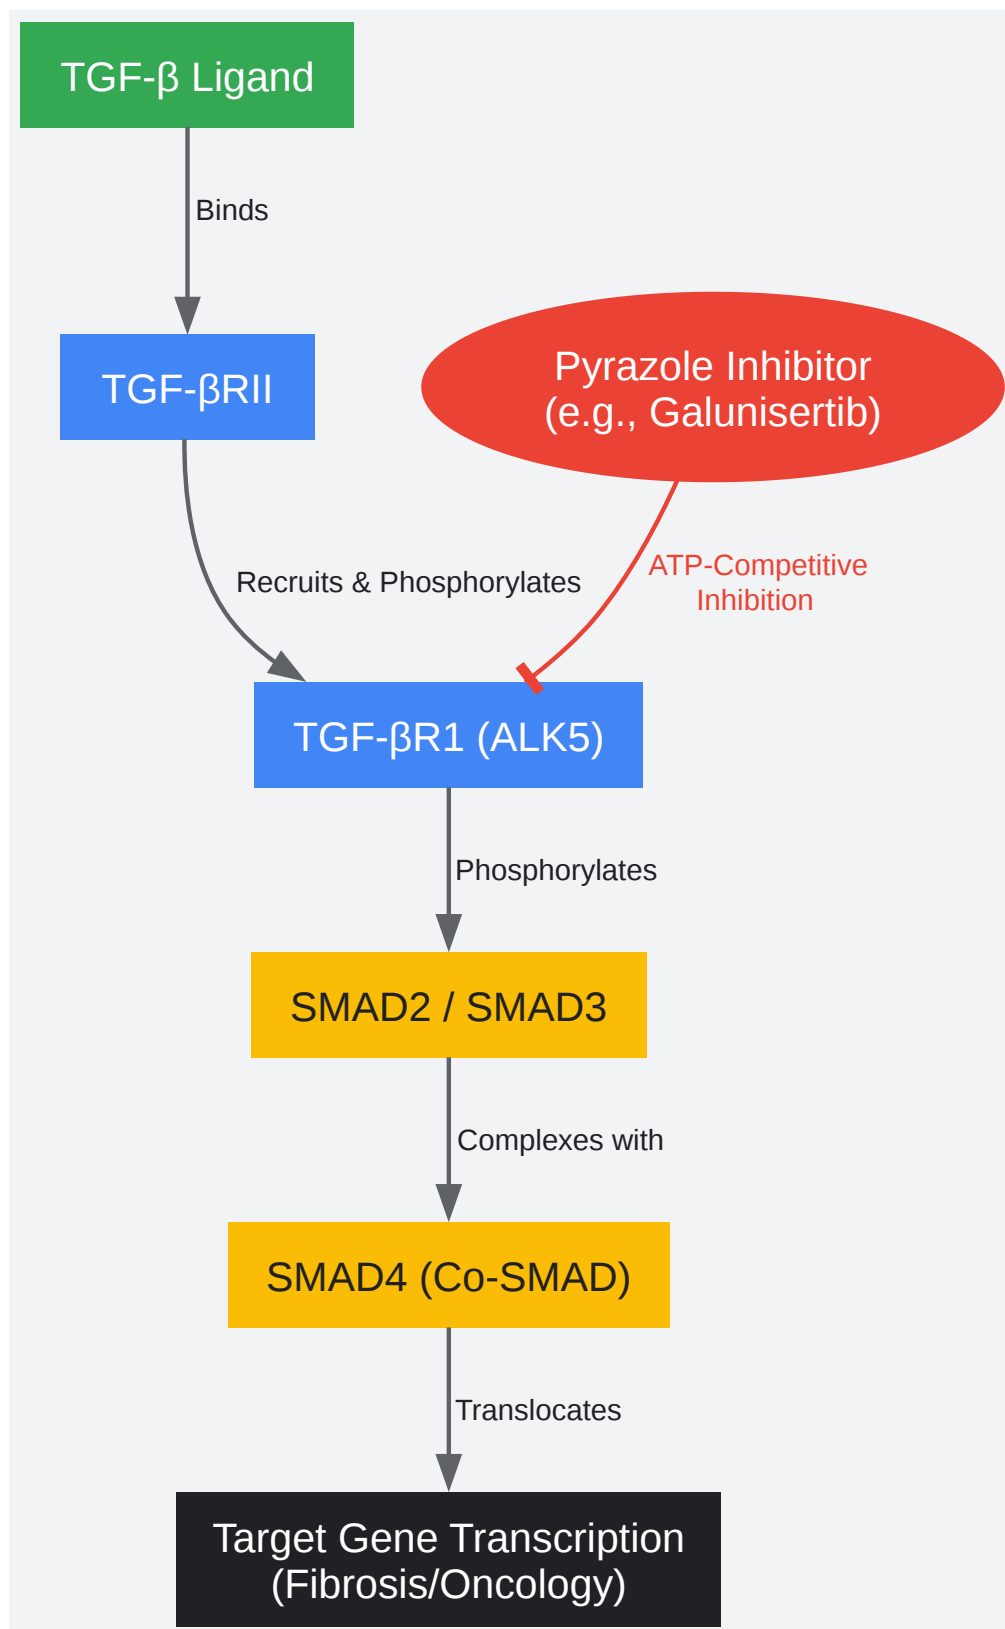 TGF-β Ligand
Binds
TGF-βRII
Pyrazole Inhibitor
(e.g., Galunisertib)
Recruits & Phosphorylates
ATP-Competitive
Inhibition
TGF-βR1 (ALK5)
Phosphorylates
SMAD2 / SMAD3
Complexes with
SMAD4 (Co-SMAD)
Translocates
Target Gene Transcription
(Fibrosis/Oncology)